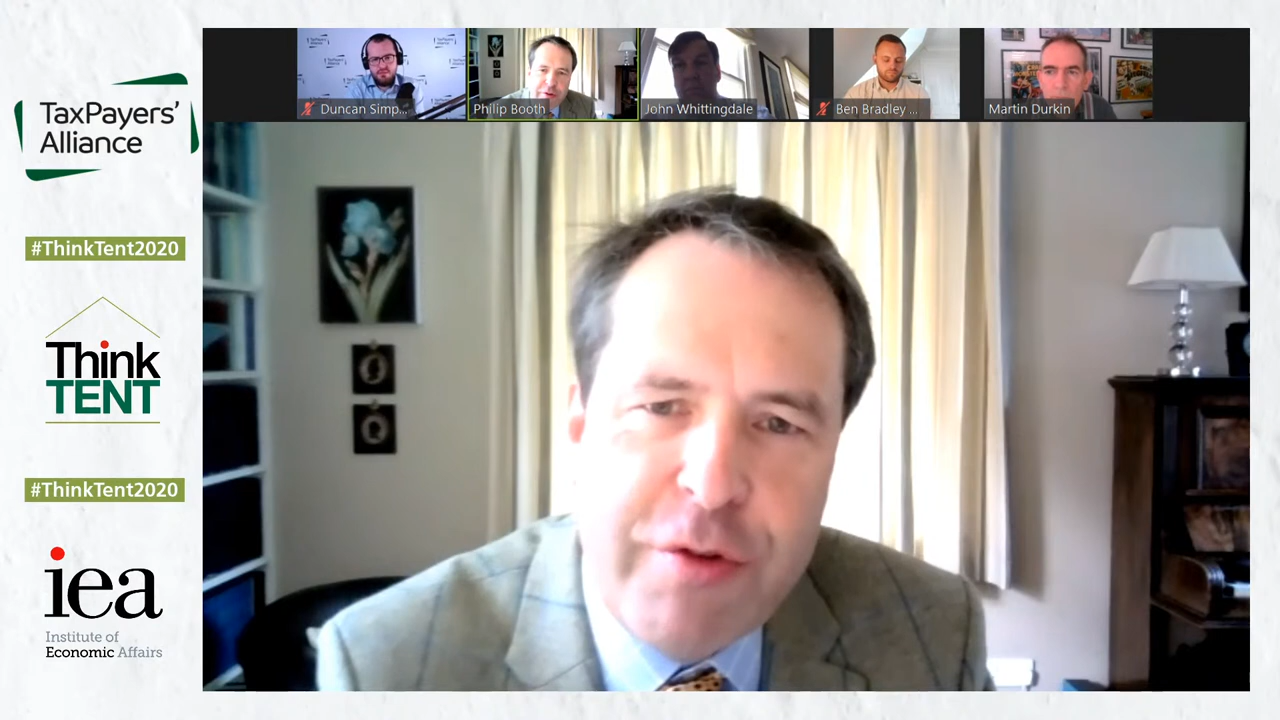 TaxPayers'
Alliance
#ThinkTent2020
Think
TENT
#ThinkTent2020
iea
Institute of
Economic Affairs
Duncan Simp...
Philip Booth
John Whittingdale
Ben Bradley ...
Martin Durkin